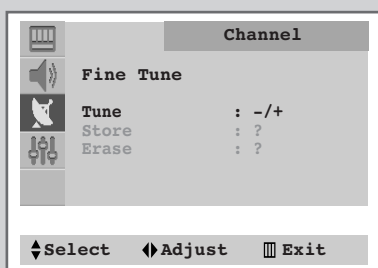 Channel
Fine Tune
Tune : -/+
Store : ?
Erase : ?
Select Adjust Exit